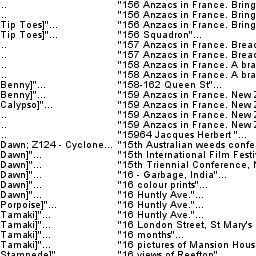 .. "156 Anzacs in France. Bring
.. "156 Anzacs in France. Bring
Tip Toes]"... "156 Anzacs in France. Bring
Tip Toes]"... "156 Squadron"...
.. "157 Anzacs in France. Breac
.. "157 Anzacs in France. Breac
.. "158 Anzacs in France. A bra
.. "158 Anzacs in France. A bra
Benny]"... "158-162 Queen St"...
Benny]"... "159 Anzacs in France. New Z
Calypso]"... "159 Anzacs in France. New Z
.. "159 Anzacs in France. New Z
.. "159 Anzacs in France. New Z
.. "15964 Jacques Herbert "...
Dawn; Z124 - Cyclone... "15th Australian weeds confe
Dawn]"... "15th International Film Festi
Dawn]"... "15th Triennial Conference, N
Dawn]"... "16 - Garbage, India"...
Dawn]"... "16 colour prints"...
Dawn]"... "16 Huntly Ave."...
Porpoise]"... "16 Huntly Ave."...
Tamaki]"... "16 Huntly Ave."...
Tamaki]"... "16 London Street, St Mary's
Tamaki]"... "16 months"...
Tamaki]"... "16 pictures of Mansion Hous
Stampede]" "16 views of Reefton"